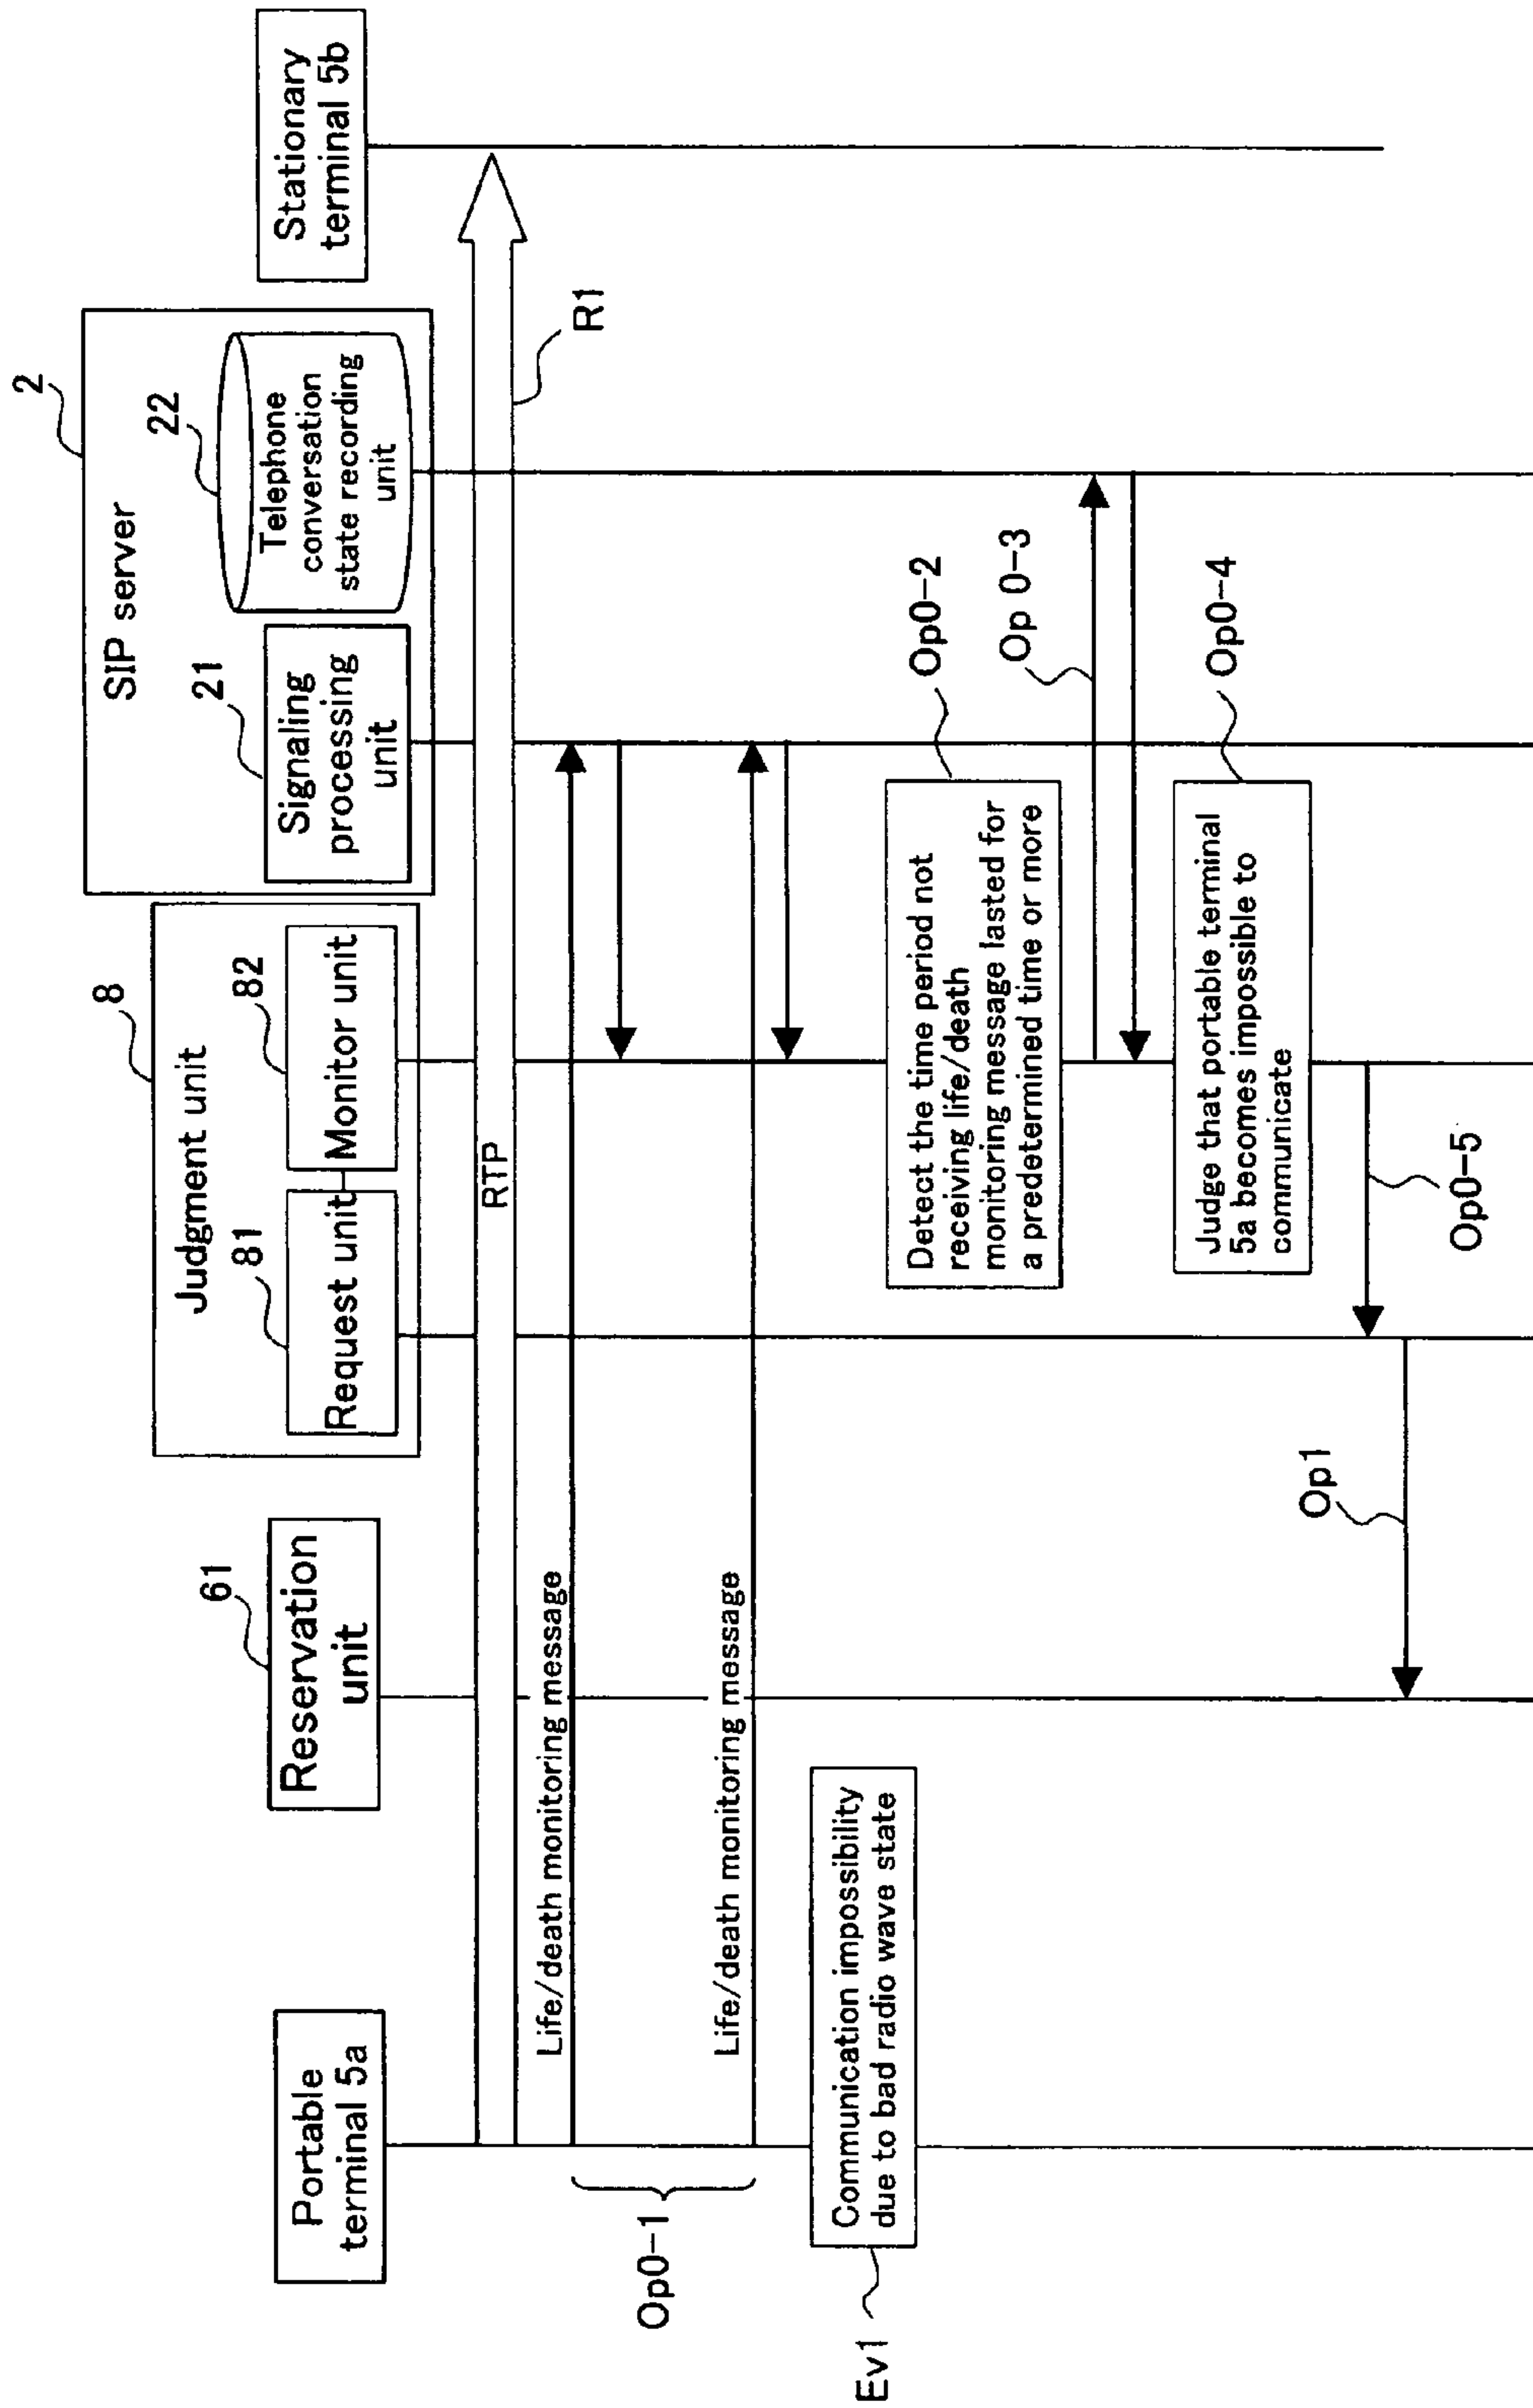 2
SIP server
22
Telephone
conversation
state recording
unit
21
Signaling
processing
unit
Stationary
terminal 5b
8
Judgment unit
82
Monitor unit
81
Request unit
61
Reservation
unit
Portable
terminal 5a
RTP
R1
Life/death monitoring message
Life/death monitoring message
Op0-1
Ev1
Communication impossibility
due to bad radio wave state
Detect the time period not
receiving life/death
monitoring message lasted for
a predetermined time or more
Op0-2
Op 0-3
Judge that portable terminal
5a becomes impossible to
communicate
Op0-4
Op0-5
Op1